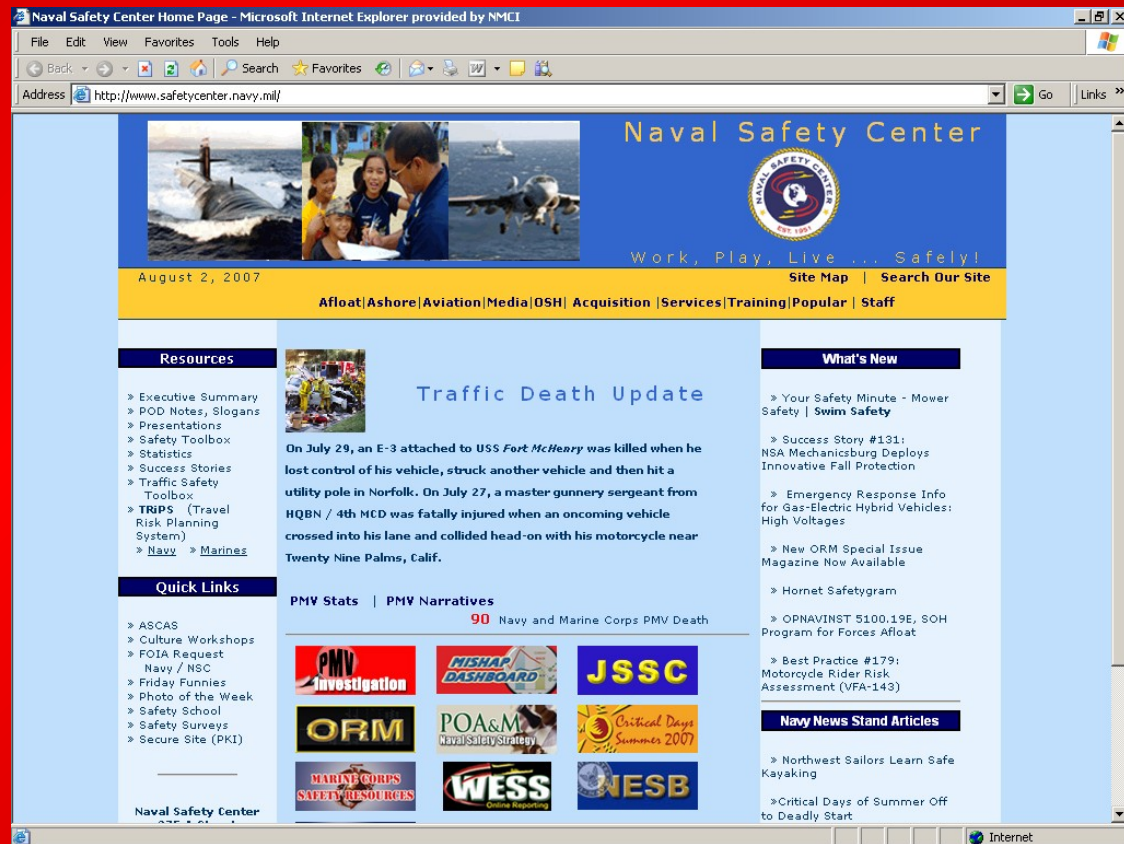 Naval Safety Center Home Page - Microsoft Internet Explorer provided by NMCI
File Edit View Favorites Tools Help
Back Search Favorites
Address http://www.safetycenter.navy.mil/ Go Links »
Naval Safety Center
NAVAL SAFETY CENTER
EST. 1951
Work, Play, Live ... Safely!
August 2, 2007
Site Map | Search Our Site
Afloat|Ashore|Aviation|Media|OSH| Acquisition |Services|Training|Popular | Staff
Resources
» Executive Summary
» POD Notes, Slogans
» Presentations
» Safety Toolbox
» Statistics
» Success Stories
» Traffic Safety
Toolbox
» TRiPS (Travel
Risk Planning
System)
» Navy » Marines
Quick Links
» ASCAS
» Culture Workshops
» FOIA Request
Navy / NSC
» Friday Funnies
» Photo of the Week
» Safety School
» Safety Surveys
» Secure Site (PKI)
Naval Safety Center
Traffic Death Update
On July 29, an E-3 attached to USS Fort McHenry was killed when he
lost control of his vehicle, struck another vehicle and then hit a
utility pole in Norfolk. On July 27, a master gunnery sergeant from
HQBN / 4th MCD was fatally injured when an oncoming vehicle
crossed into his lane and collided head-on with his motorcycle near
Twenty Nine Palms, Calif.
PMV Stats | PMV Narratives
90 Navy and Marine Corps PMV Death
PMV
Investigation
MISHAP
DASHBOARD
JSSC
ORM
POA&M
Naval Safety Strategy
Critical Days
Summer 2007
MARINE CORPS
SAFETY RESOURCES
WESS
Online Reporting
NESB
What's New
» Your Safety Minute - Mower
Safety | Swim Safety
» Success Story #131:
NSA Mechanicsburg Deploys
Innovative Fall Protection
» Emergency Response Info
for Gas-Electric Hybrid Vehicles:
High Voltages
» New ORM Special Issue
Magazine Now Available
» Hornet Safetygram
» OPNAVINST 5100.19E, SOH
Program for Forces Afloat
» Best Practice #179:
Motorcycle Rider Risk
Assessment (VFA-143)
Navy News Stand Articles
» Northwest Sailors Learn Safe
Kayaking
»Critical Days of Summer Off
to Deadly Start
Internet